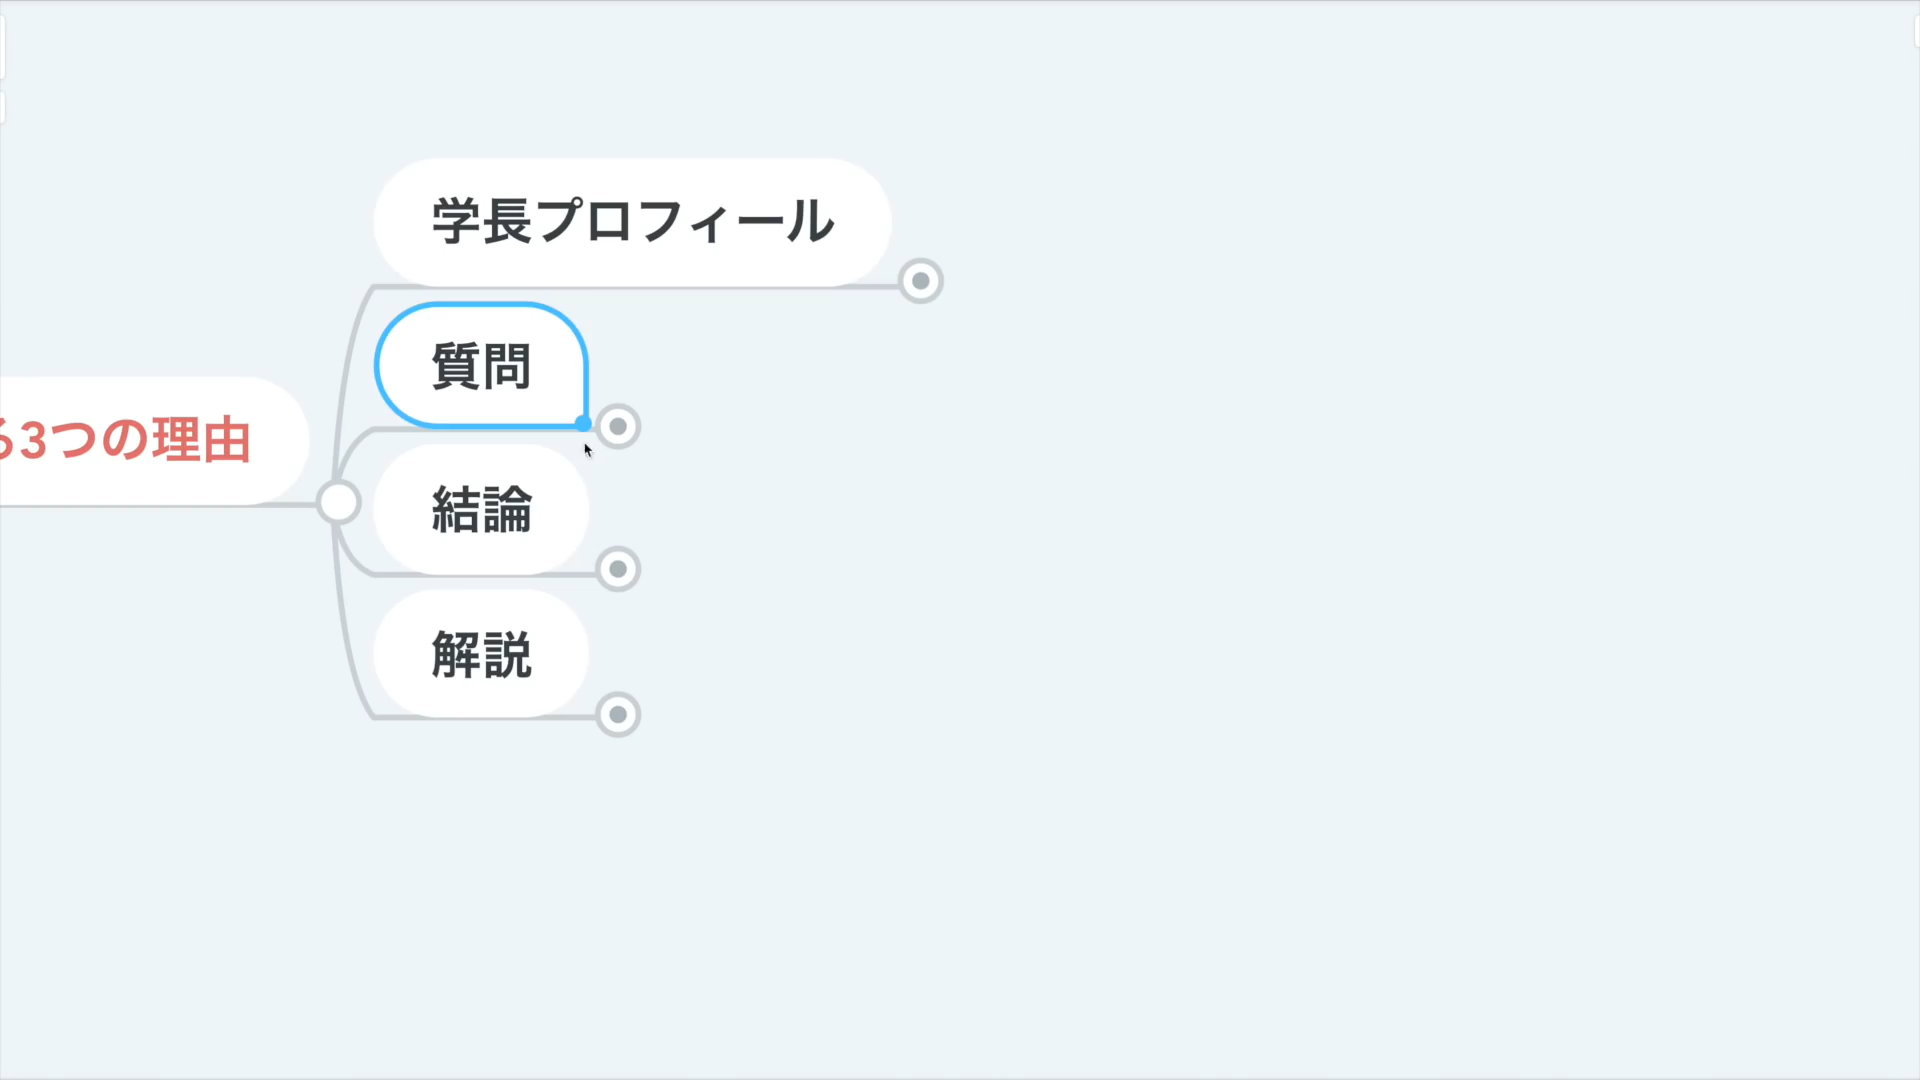 学長プロフィール
質問
る3つの理由
結論
解説